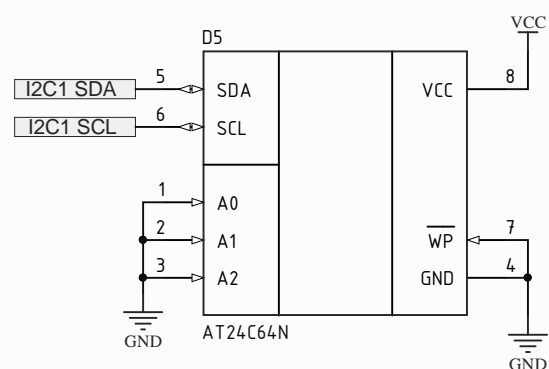 D5
VCC
I2C1 SDA 5 SDA VCC 8
I2C1 SCL 6 SCL
1 A0
2 A1 WP 7
3 A2 GND 4
GND
AT24C64N
GND